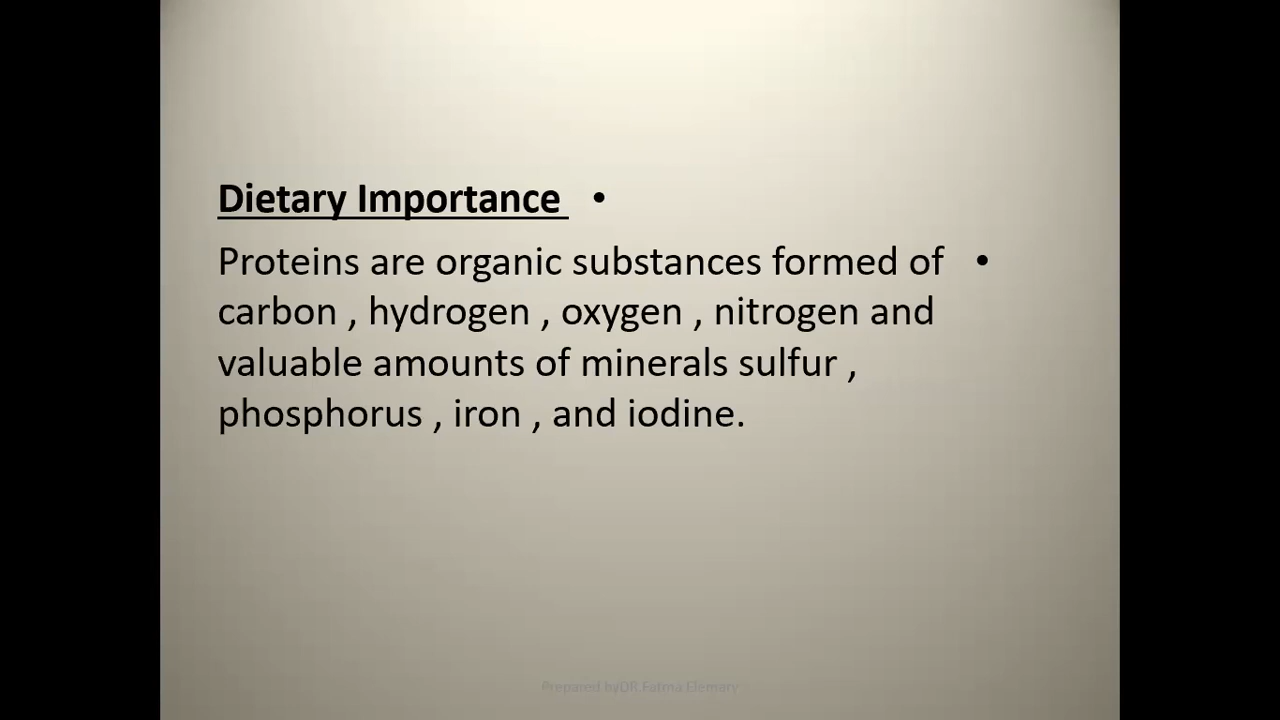 Dietary Importance •
Proteins are organic substances formed of •
carbon , hydrogen , oxygen , nitrogen and
valuable amounts of minerals sulfur ,
phosphorus , iron , and iodine.
Prepared byDR Fatma Elemary